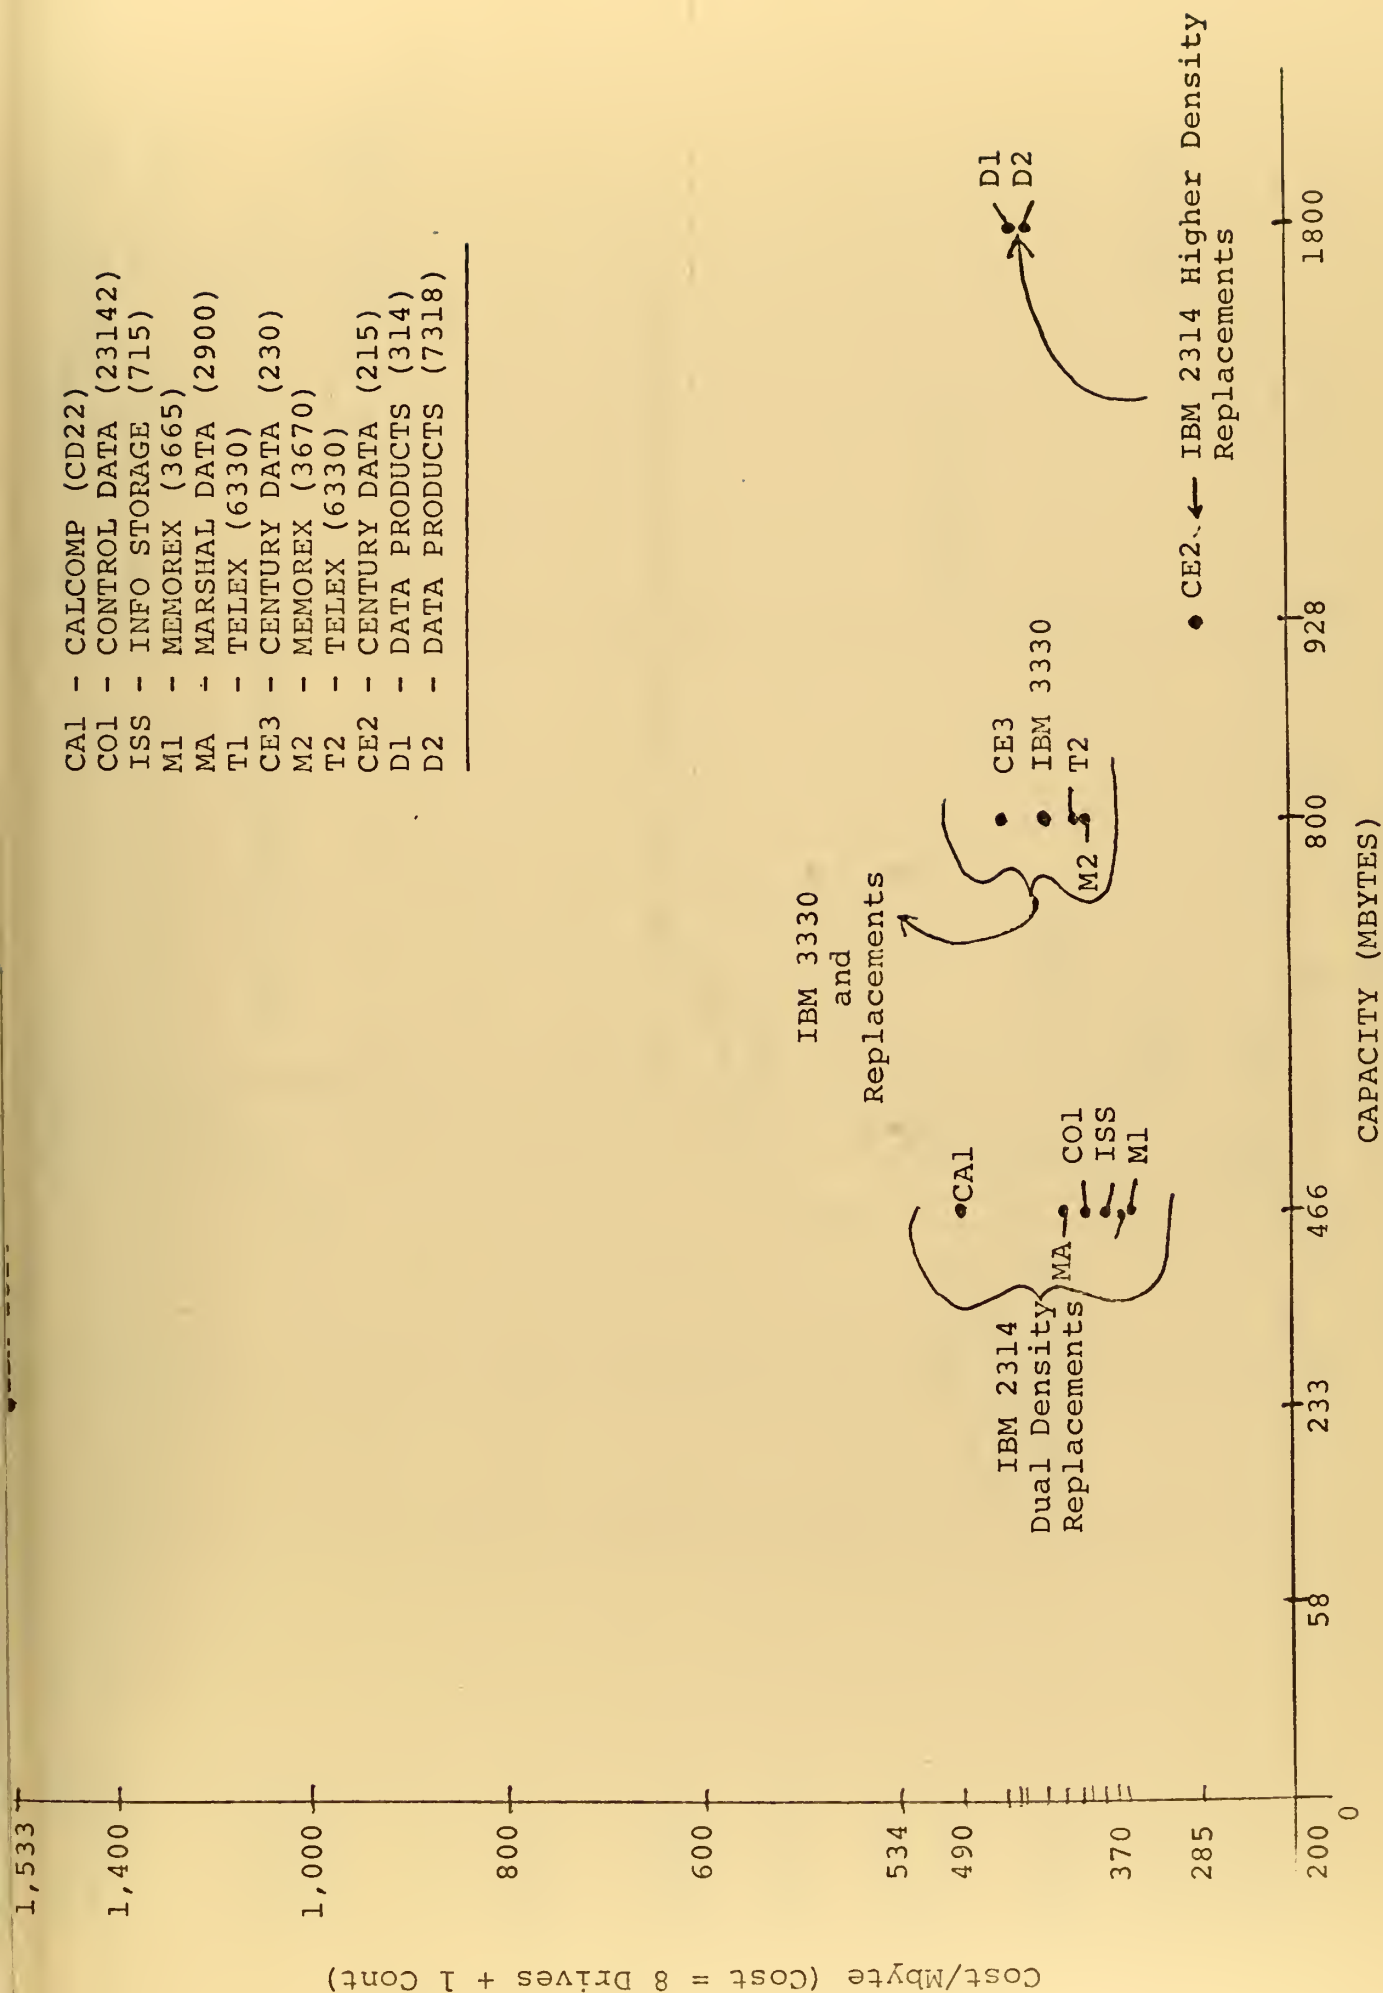 CA1 - CALCOMP (CD22)
CO1 - CONTROL DATA (23142)
ISS - INFO STORAGE (715)
M1 - MEMOREX (3665)
MA - MARSHAL DATA (2900)
T1 - TELEX (6330)
CE3 - CENTURY DATA (230)
M2 - MEMOREX (3670)
T2 - TELEX (6330)
CE2 - CENTURY DATA (215)
D1 - DATA PRODUCTS (314)
D2 - DATA PRODUCTS (7318)
Cost/Mbyte (Cost = 8 Drives + 1 Cont)
1,533
1,400
1,000
800
600
534
490
370
285
200
0
IBM 3330
and
Replacements
CA1
MA
CO1
ISS
M1
IBM 2314
Dual Density
Replacements
CE3
IBM 3330
T2
M2
D1
D2
CE2
IBM 2314 Higher Density
Replacements
58
233
466
800
928
1800
CAPACITY (MBYTES)